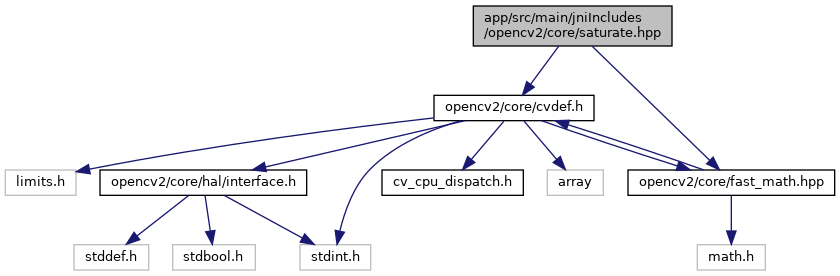 app/src/main/jniIncludes
/opencv2/core/saturate.hpp
opencv2/core/cvdef.h
limits.h
opencv2/core/hal/interface.h
cv_cpu_dispatch.h
array
opencv2/core/fast_math.hpp
stddef.h
stdbool.h
stdint.h
math.h